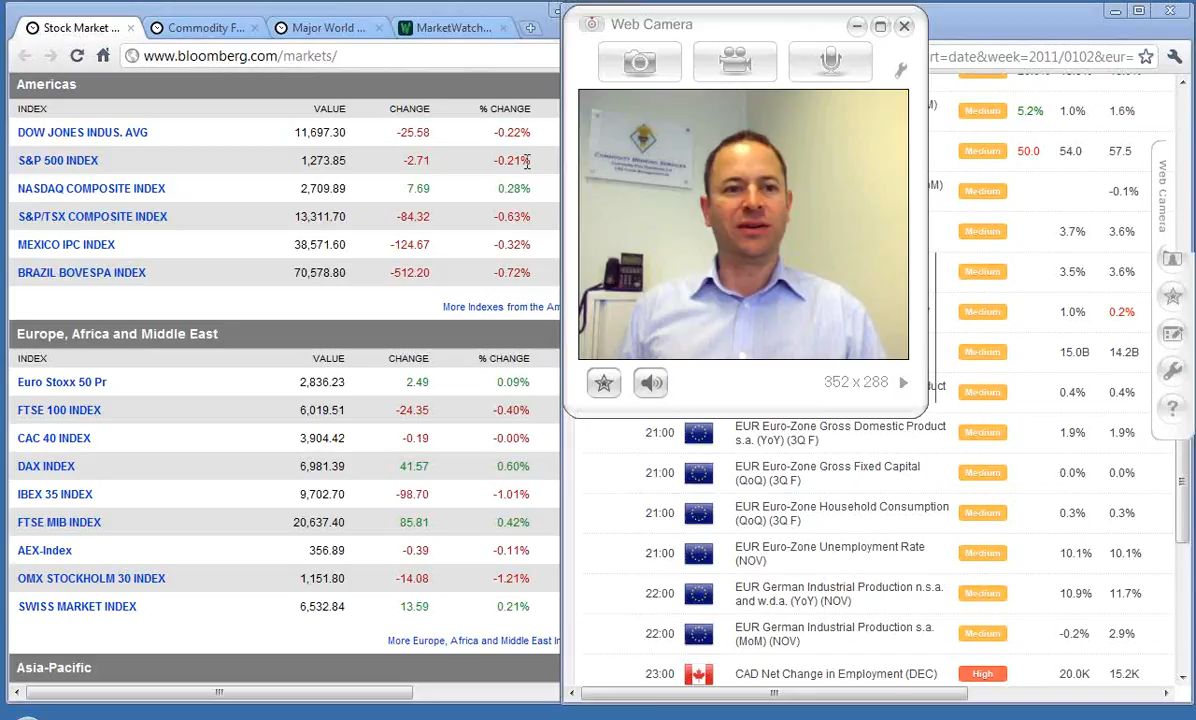 Stock Market ...
Commodity F...
Major World ...
MarketWatch...
www.bloomberg.com/markets/
Americas
INDEX VALUE CHANGE % CHANGE
DOW JONES INDUS. AVG 11,697.30 -25.58 -0.22%
S&P 500 INDEX 1,273.85 -2.71 -0.21%
NASDAQ COMPOSITE INDEX 2,709.89 7.69 0.28%
S&P/TSX COMPOSITE INDEX 13,311.70 -84.32 -0.63%
MEXICO IPC INDEX 38,571.60 -124.67 -0.32%
BRAZIL BOVESPA INDEX 70,578.80 -512.20 -0.72%
More Indexes from the Am
Europe, Africa and Middle East
INDEX VALUE CHANGE % CHANGE
Euro Stoxx 50 Pr 2,836.23 2.49 0.09%
FTSE 100 INDEX 6,019.51 -24.35 -0.40%
CAC 40 INDEX 3,904.42 -0.19 -0.00%
DAX INDEX 6,981.39 41.57 0.60%
IBEX 35 INDEX 9,702.70 -98.70 -1.01%
FTSE MIB INDEX 20,637.40 85.81 0.42%
AEX-Index 356.89 -0.39 -0.11%
OMX STOCKHOLM 30 INDEX 1,151.80 -14.08 -1.21%
SWISS MARKET INDEX 6,532.84 13.59 0.21%
More Europe, Africa and Middle East In
Asia-Pacific
Web Camera
COMMODITY BROKING SERVICES
352 x 288
Web Camera
rt=date&week=2011/0102&eur=
M) Medium 5.2% 1.0% 1.6%
Medium 50.0 54.0 57.5
oM) Medium -0.1%
Medium 3.7% 3.6%
Medium 3.5% 3.6%
Medium 1.0% 0.2%
Medium 15.0B 14.2B
duct Medium 0.4% 0.4%
21:00 EUR Euro-Zone Gross Domestic Product Medium 1.9% 1.9%
s.a. (YoY) (3Q F)
21:00 EUR Euro-Zone Gross Fixed Capital Medium 0.0% 0.0%
(QoQ) (3Q F)
21:00 EUR Euro-Zone Household Consumption Medium 0.3% 0.3%
(QoQ) (3Q F)
21:00 EUR Euro-Zone Unemployment Rate Medium 10.1% 10.1%
(NOV)
22:00 EUR German Industrial Production n.s.a. Medium 10.9% 11.7%
and w.d.a. (YoY) (NOV)
22:00 EUR German Industrial Production s.a. Medium -0.2% 2.9%
(MoM) (NOV)
23:00 CAD Net Change in Employment (DEC) High 20.0K 15.2K